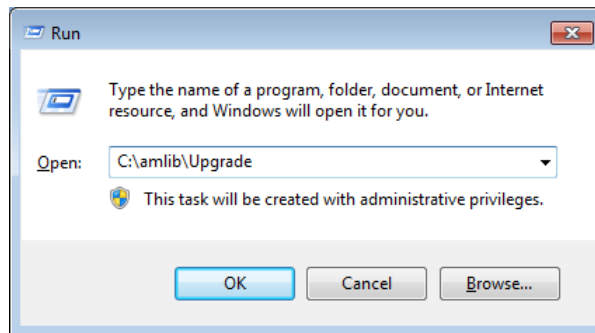 Run
Type the name of a program, folder, document, or Internet
resource, and Windows will open it for you.
Open: C:\amlib\Upgrade
This task will be created with administrative privileges.
OK Cancel Browse...